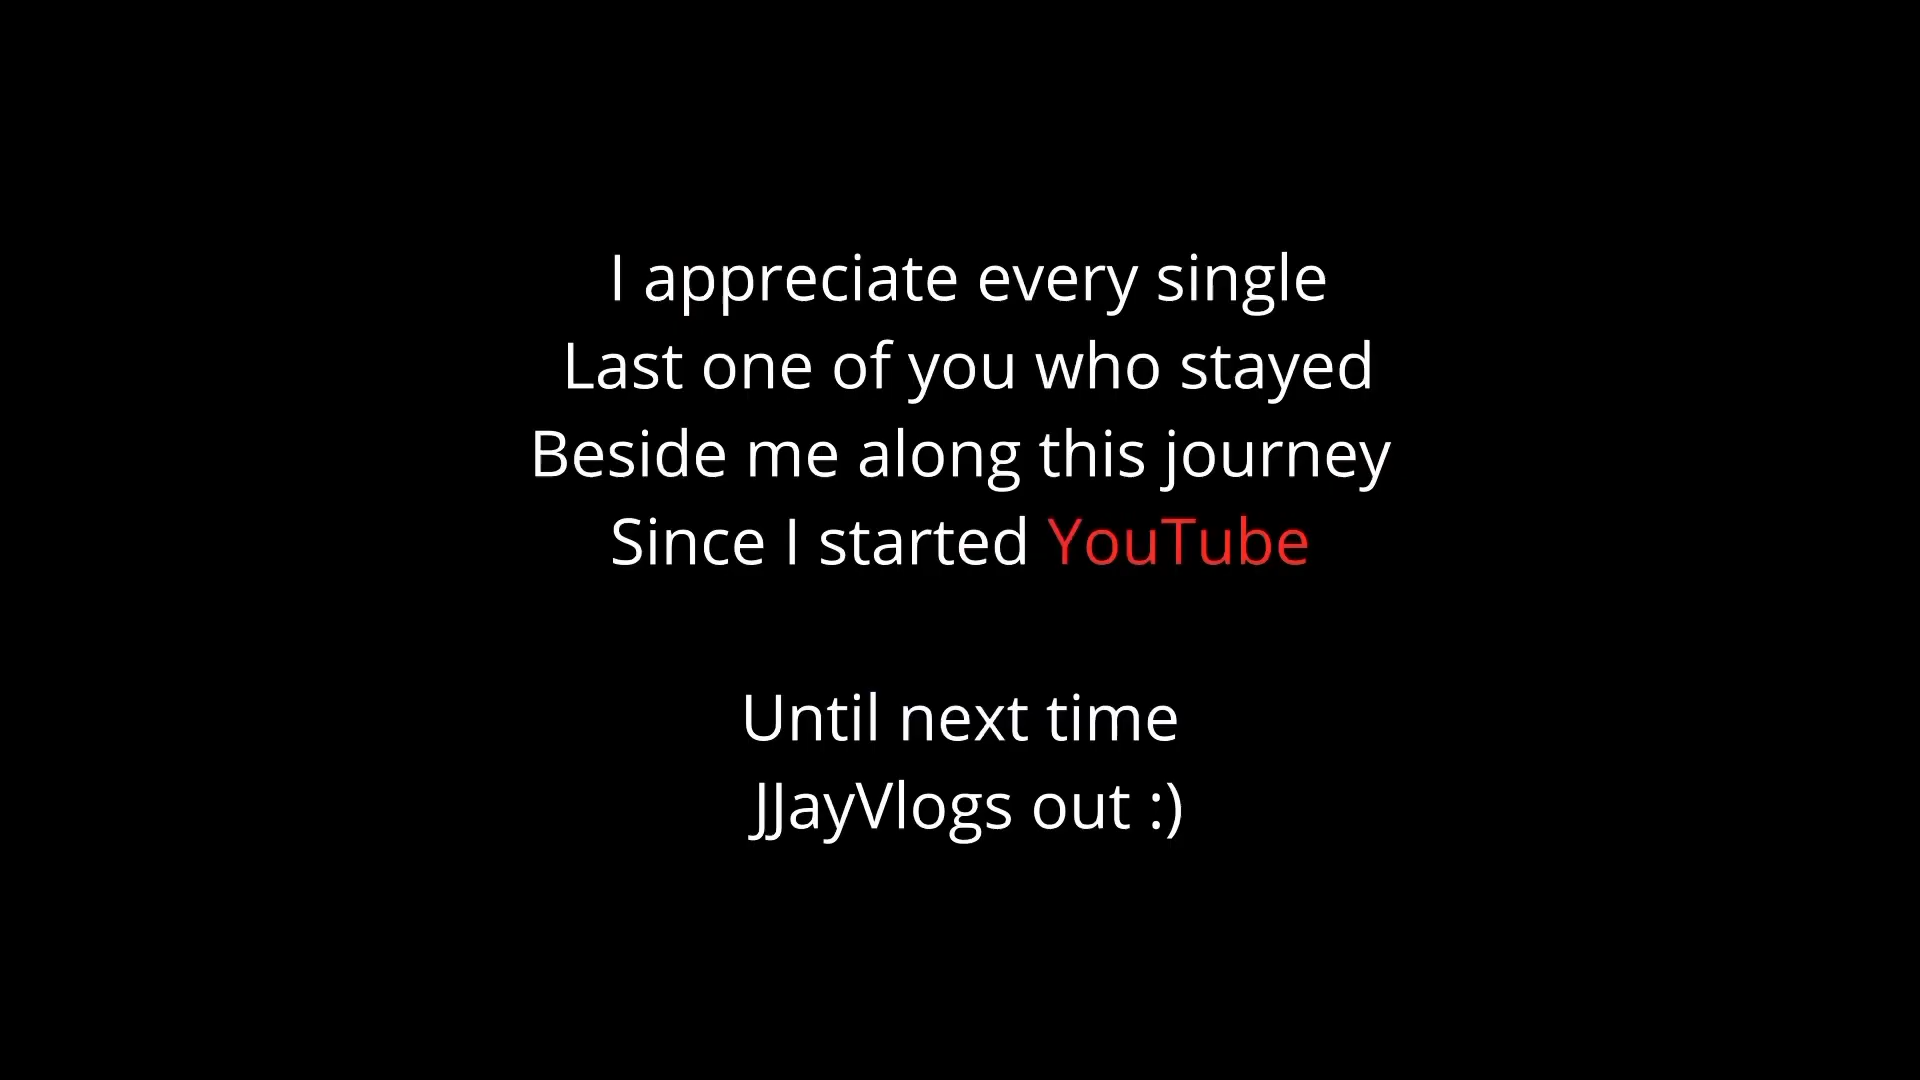 I appreciate every single
Last one of you who stayed
Beside me along this journey
Since I started YouTube
Until next time
JJayVlogs out :)